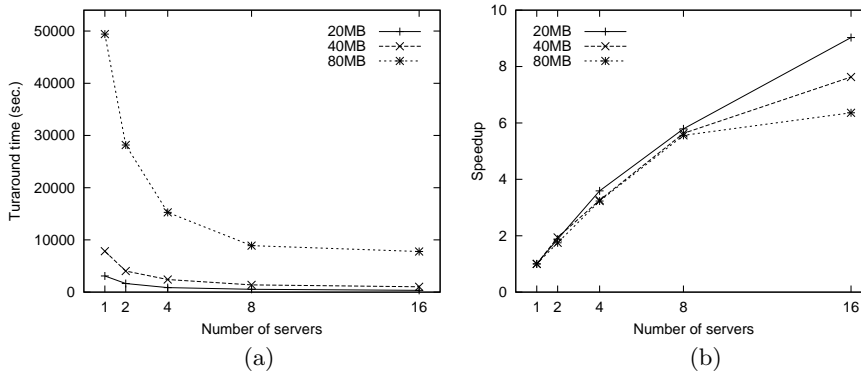 50000
40000
30000
20000
10000
0
Turaround time (sec.)
20MB
40MB
80MB
1 2 4 8 16
Number of servers
(a)
10
8
6
4
2
0
Speedup
20MB
40MB
80MB
1 2 4 8 16
Number of servers
(b)